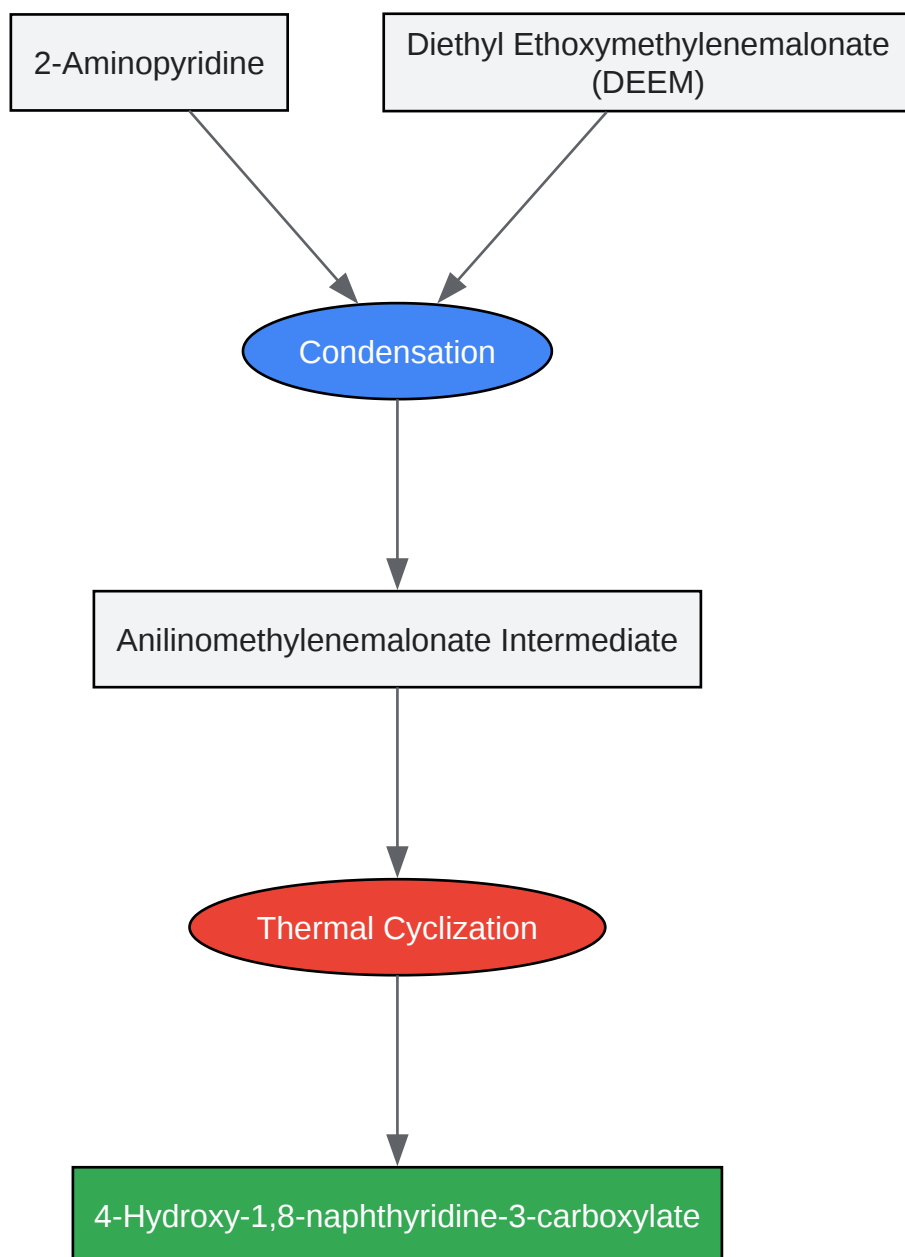 2-Aminopyridine
Diethyl Ethoxymethylenemalonate
(DEEM)
Condensation
Anilinomethylenemalonate Intermediate
Thermal Cyclization
4-Hydroxy-1,8-naphthyridine-3-carboxylate